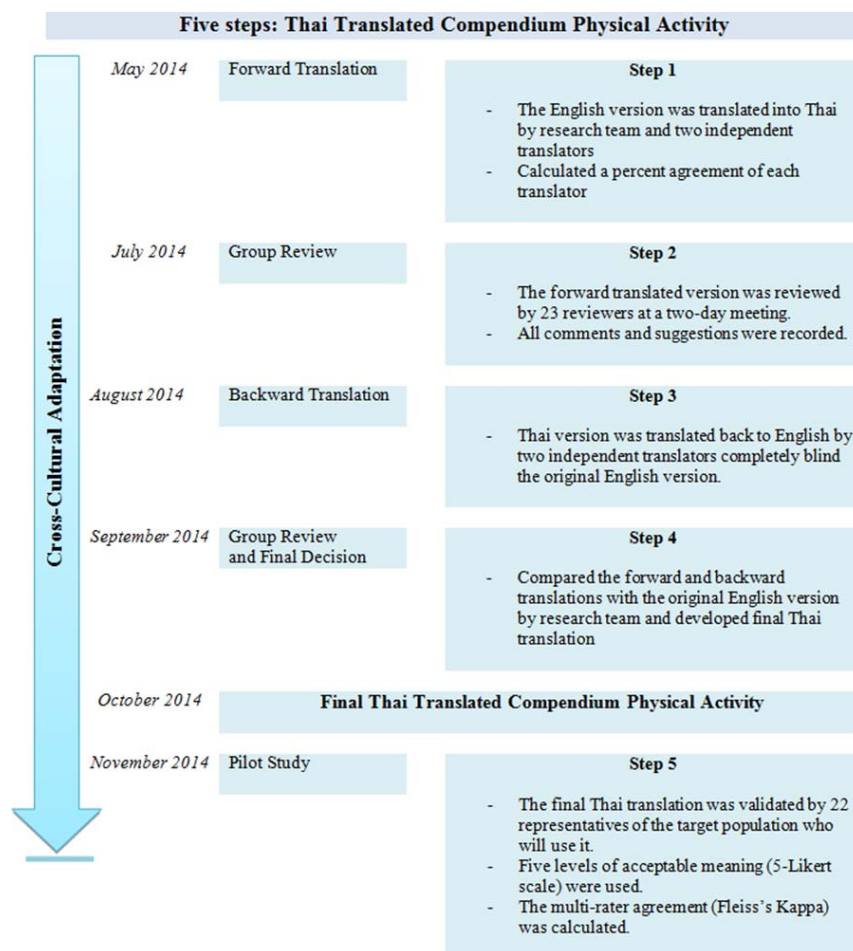 Five steps: Thai Translated Compendium Physical Activity
Cross-Cultural Adaptation
May 2014
Forward Translation
Step 1
- The English version was translated into Thai
by research team and two independent
translators
- Calculated a percent agreement of each
translator
July 2014
Group Review
Step 2
- The forward translated version was reviewed
by 23 reviewers at a two-day meeting.
- All comments and suggestions were recorded.
August 2014
Backward Translation
Step 3
- Thai version was translated back to English by
two independent translators completely blind
the original English version.
September 2014
Group Review
and Final Decision
Step 4
- Compared the forward and backward
translations with the original English version
by research team and developed final Thai
translation
October 2014
Final Thai Translated Compendium Physical Activity
November 2014
Pilot Study
Step 5
- The final Thai translation was validated by 22
representatives of the target population who
will use it.
- Five levels of acceptable meaning (5-Likert
scale) were used.
- The multi-rater agreement (Fleiss's Kappa)
was calculated.